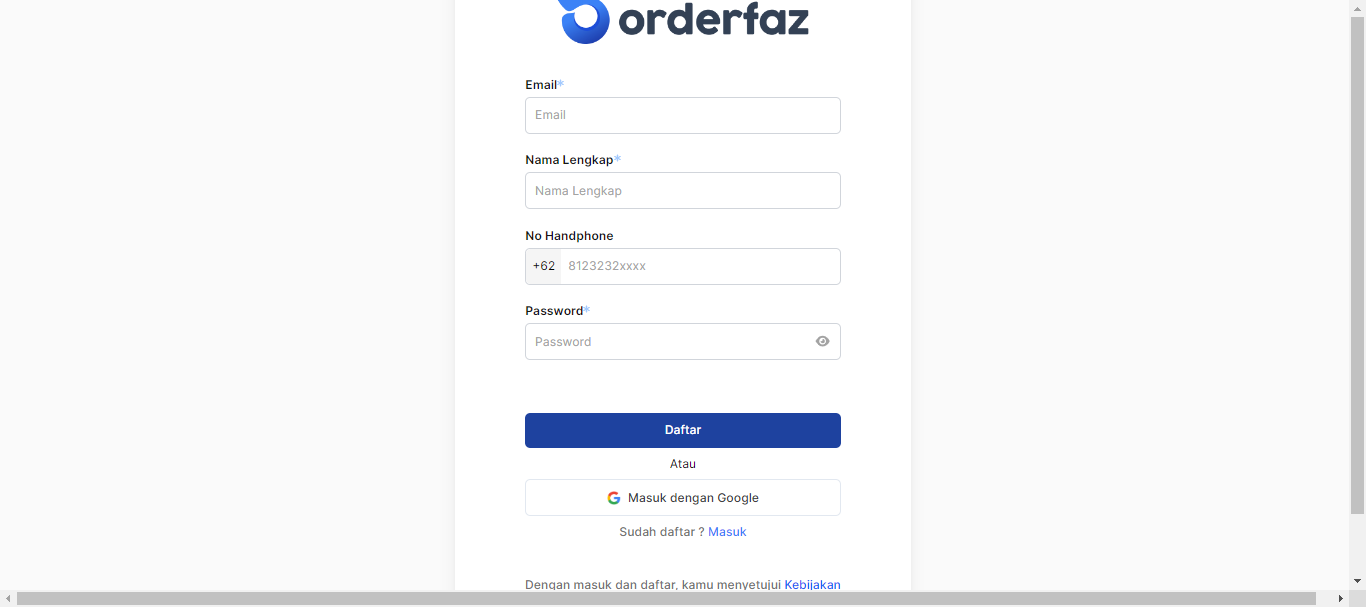 orderfaz
Email*
Email
Nama Lengkap*
Nama Lengkap
No Handphone
+62 8123232xxxx
Password*
Password
Daftar
Atau
Masuk dengan Google
Sudah daftar ? Masuk
Dengan masuk dan daftar, kamu menyetujui Kebijakan